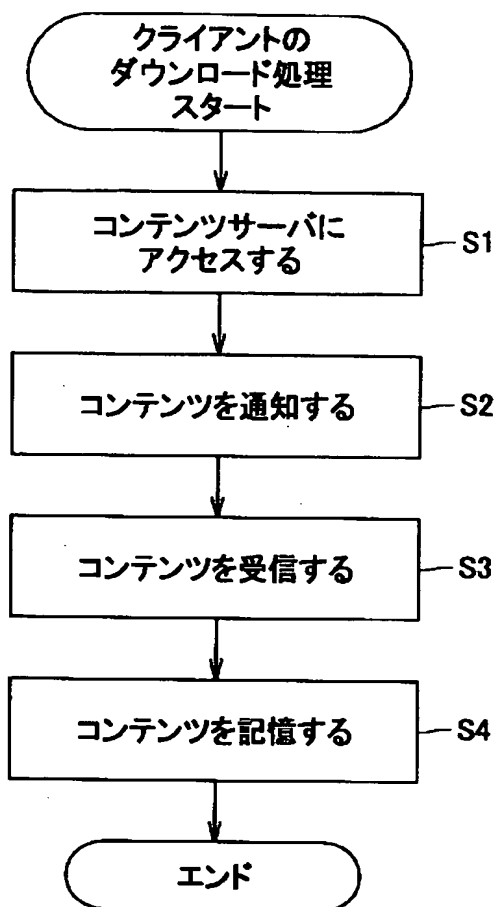 クライアントの
ダウンロード処理
スタート
コンテンツサーバに
アクセスする
S1
コンテンツを通知する
S2
コンテンツを受信する
S3
コンテンツを記憶する
S4
エンド